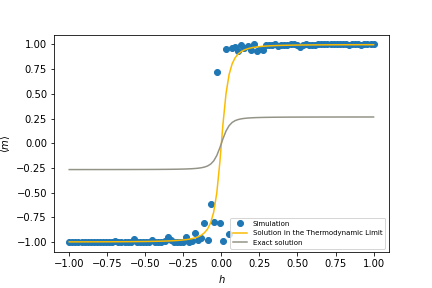 1.00
0.75
0.50
0.25
0.00
−0.25
−0.50
−0.75
−1.00
⟨m⟩
Simulation
Solution in the Thermodynamic Limit
Exact solution
−1.00 −0.75 −0.50 −0.25 0.00 0.25 0.50 0.75 1.00
h